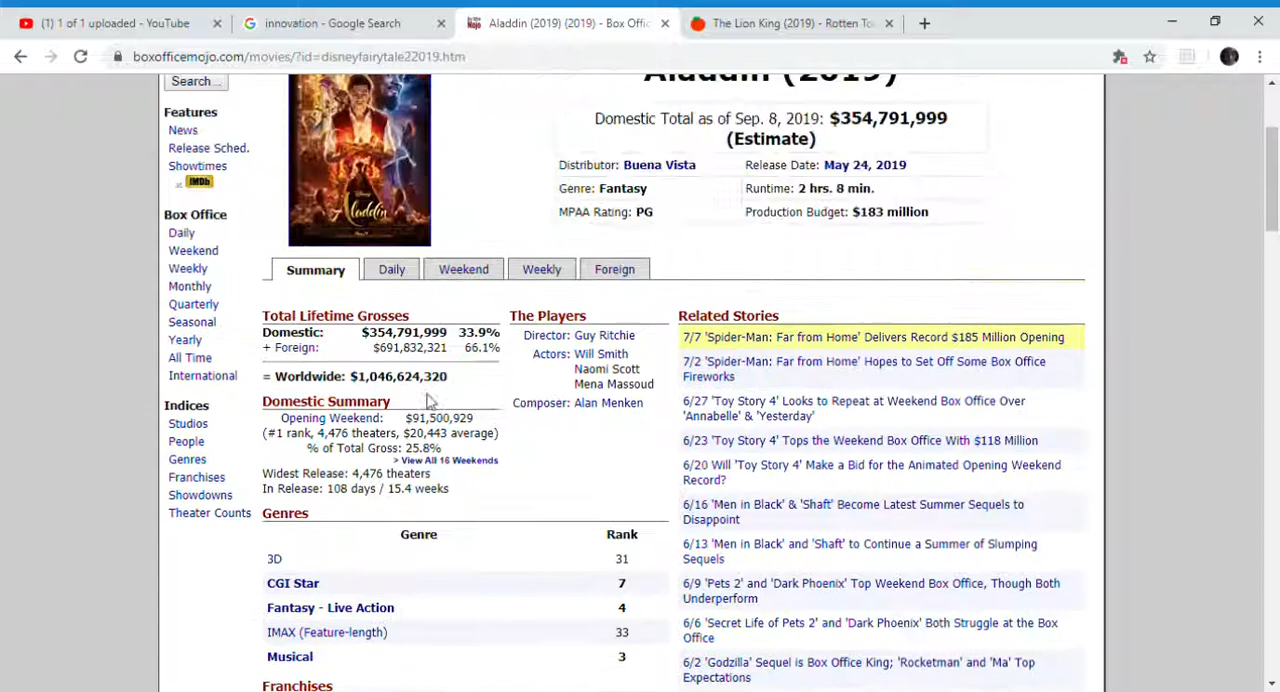 (1) 1 of 1 uploaded - YouTube
innovation - Google Search
Aladdin (2019) (2019) - Box Offic
The Lion King (2019) - Rotten To
boxofficemojo.com/movies/?id=disneyfairytale22019.htm
Search...
Features
News
Release Sched.
Showtimes
at IMDb
Box Office
Daily
Weekend
Weekly
Monthly
Quarterly
Seasonal
Yearly
All Time
International
Indices
Studios
People
Genres
Franchises
Showdowns
Theater Counts
Aladdin
Aladdin (2019)
Domestic Total as of Sep. 8, 2019: $354,791,999
(Estimate)
Distributor: Buena Vista
Release Date: May 24, 2019
Genre: Fantasy
Runtime: 2 hrs. 8 min.
MPAA Rating: PG
Production Budget: $183 million
Summary
Daily
Weekend
Weekly
Foreign
Total Lifetime Grosses
Domestic: $354,791,999 33.9%
+ Foreign: $691,832,321 66.1%
= Worldwide: $1,046,624,320
Domestic Summary
Opening Weekend: $91,500,929
(#1 rank, 4,476 theaters, $20,443 average)
% of Total Gross: 25.8%
> View All 16 Weekends
Widest Release: 4,476 theaters
In Release: 108 days / 15.4 weeks
Genres
Genre Rank
3D 31
CGI Star 7
Fantasy - Live Action 4
IMAX (Feature-length) 33
Musical 3
Franchises
The Players
Director: Guy Ritchie
Actors: Will Smith
Naomi Scott
Mena Massoud
Composer: Alan Menken
Related Stories
7/7 'Spider-Man: Far from Home' Delivers Record $185 Million Opening
7/2 'Spider-Man: Far from Home' Hopes to Set Off Some Box Office
Fireworks
6/27 'Toy Story 4' Looks to Repeat at Weekend Box Office Over
'Annabelle' & 'Yesterday'
6/23 'Toy Story 4' Tops the Weekend Box Office With $118 Million
6/20 Will 'Toy Story 4' Make a Bid for the Animated Opening Weekend
Record?
6/16 'Men in Black' & 'Shaft' Become Latest Summer Sequels to
Disappoint
6/13 'Men in Black' and 'Shaft' to Continue a Summer of Slumping
Sequels
6/9 'Pets 2' and 'Dark Phoenix' Top Weekend Box Office, Though Both
Underperform
6/6 'Secret Life of Pets 2' and 'Dark Phoenix' Both Struggle at the Box
Office
6/2 'Godzilla' Sequel is Box Office King; 'Rocketman' and 'Ma' Top
Expectations